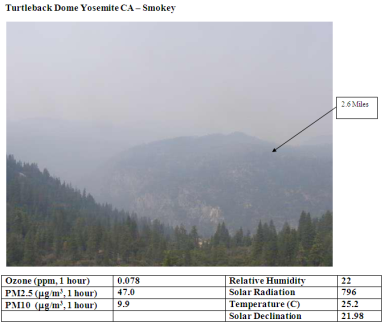 Turtleback Dome Yosemite CA – Smokey
2.6 Miles
Ozone (ppm, 1 hour) 0.078 Relative Humidity 22
PM2.5 (µg/m³, 1 hour) 47.0 Solar Radiation 796
PM10 (µg/m³, 1 hour) 9.9 Temperature (C) 25.2
Solar Declination 21.98